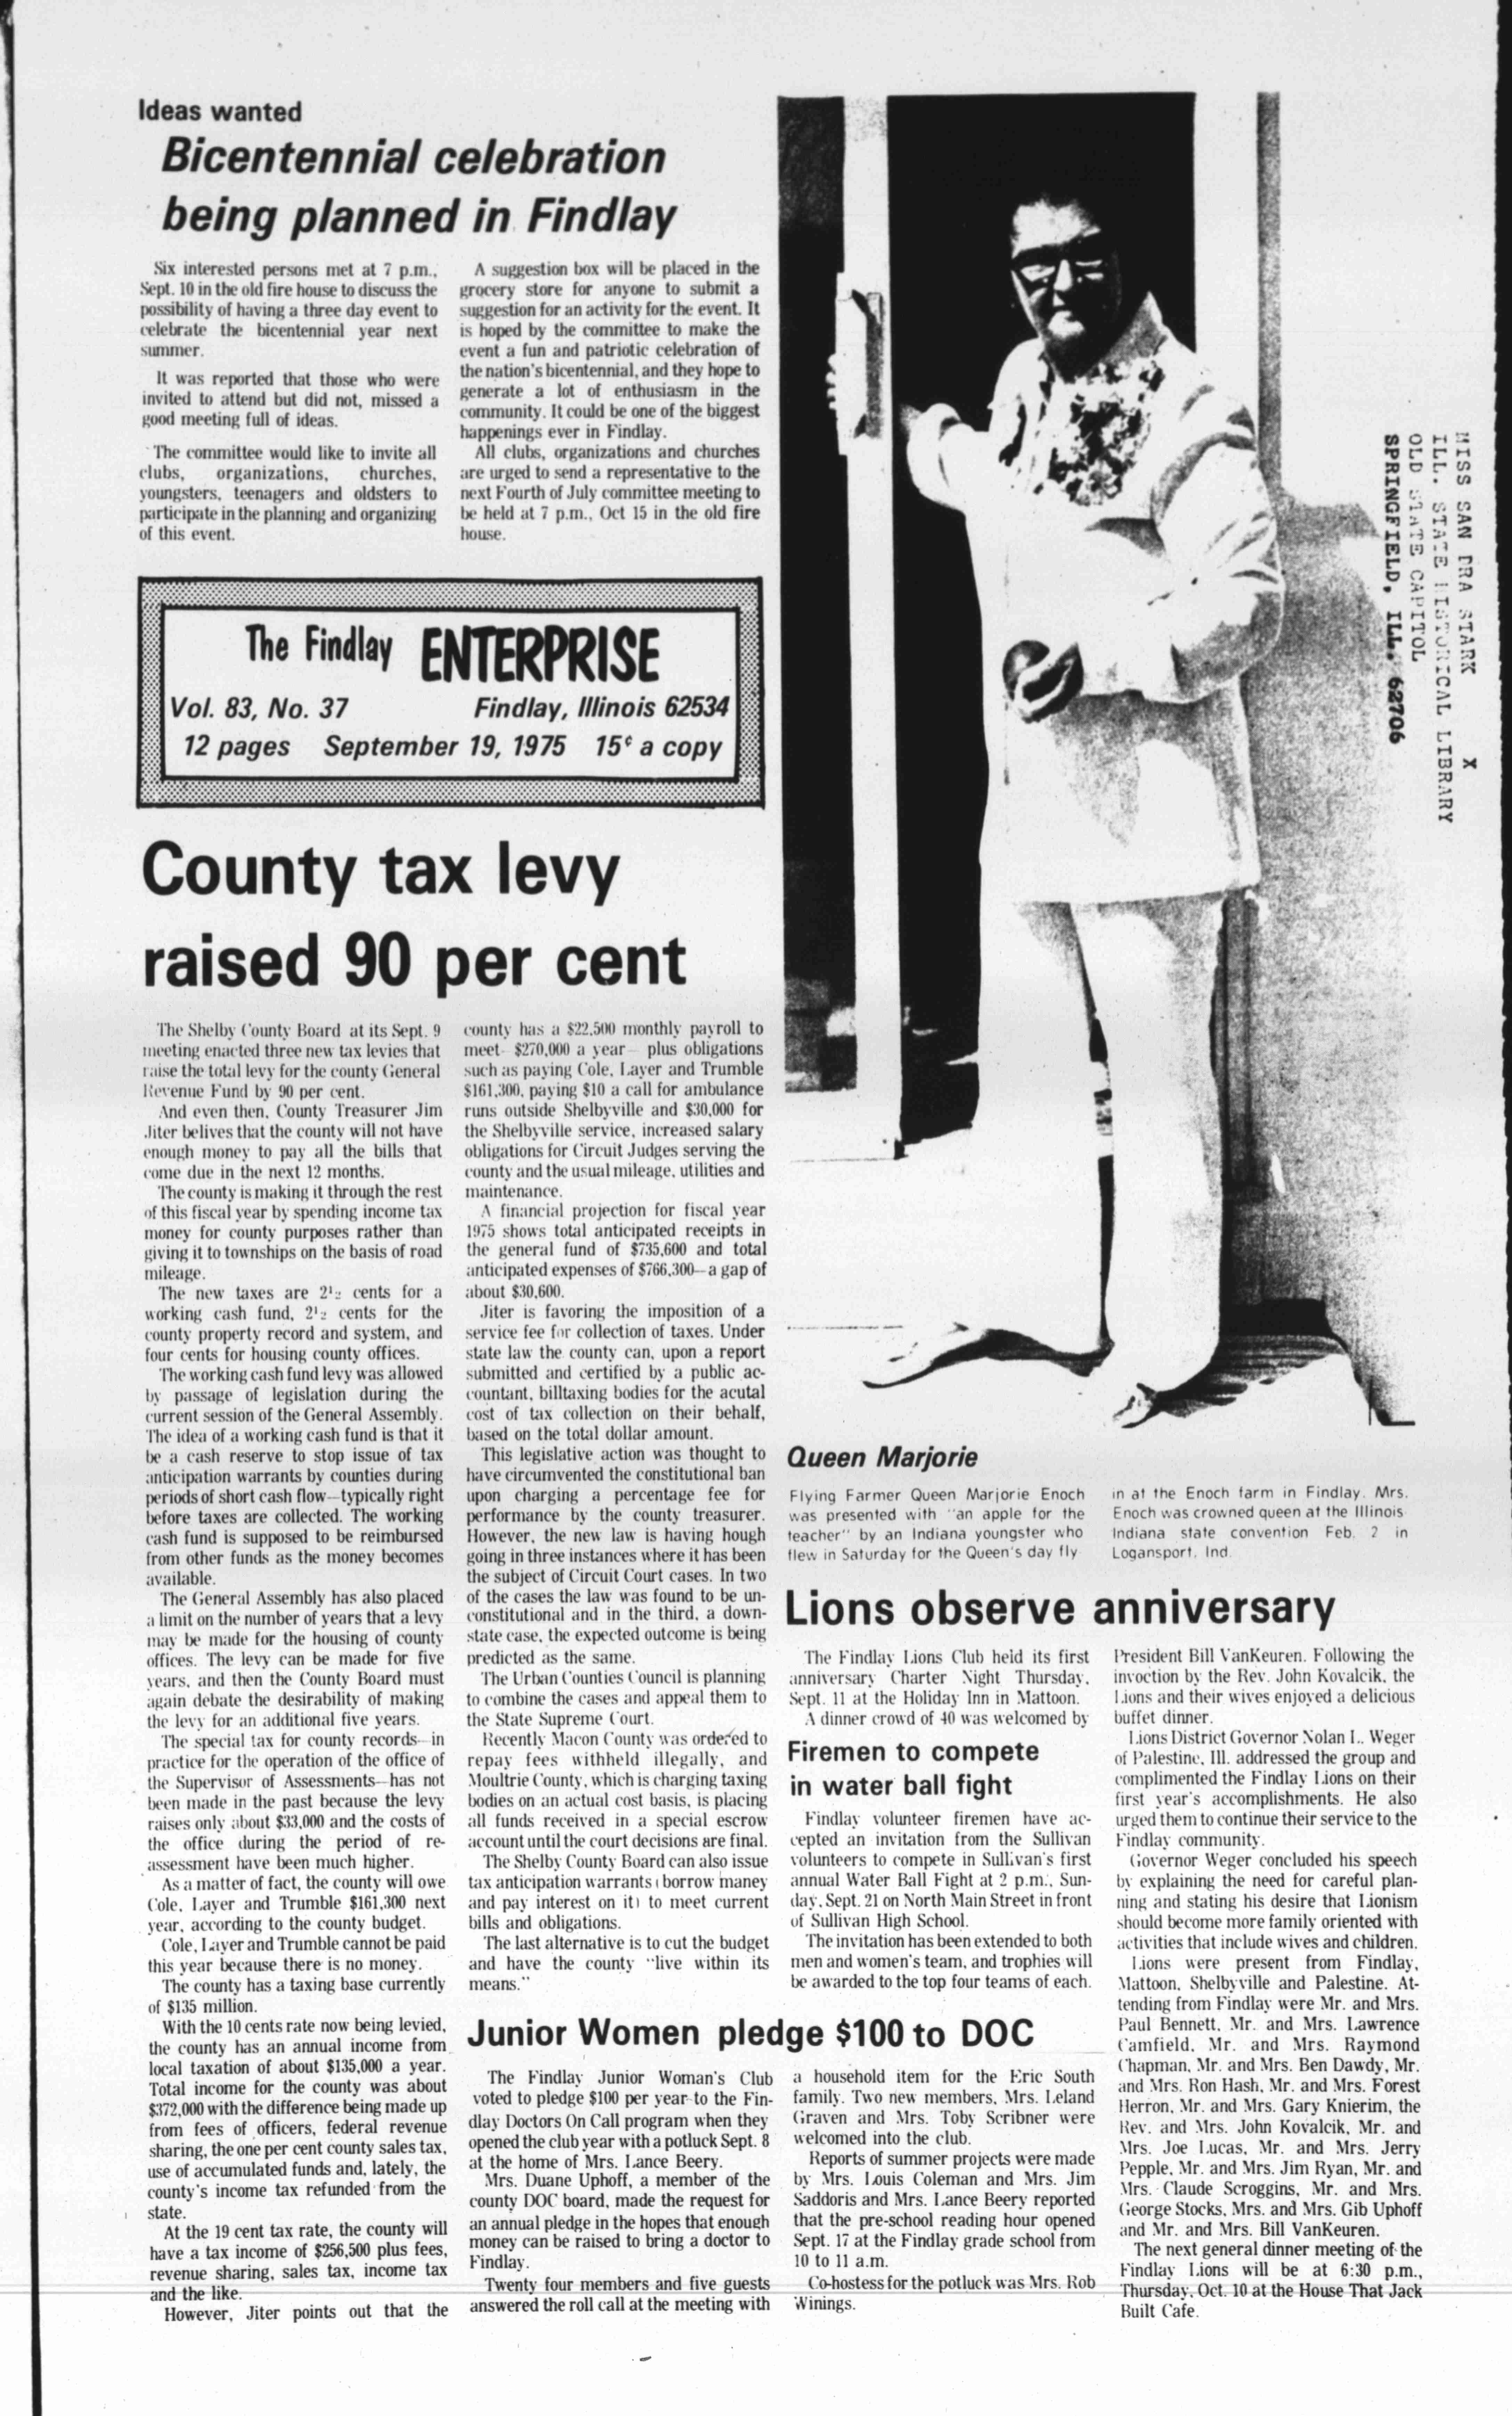 Ideas wanted
Bicentennial celebration
being planned in Findlay
Six interested persons met at 7 p.m.,
Sept. 10 in the old fire house to discuss the
possibility of having a three day event to
celebrate the bicentennial year next
summer.
It was reported that those who were
invited to attend but did not, missed a
good meeting full of ideas.
The committee would like to invite all
clubs, organizations, churches,
youngsters, teenagers and oldsters to
participate in the planning and organizing
of this event.
A suggestion box will be placed in the
grocery store for anyone to submit a
suggestion for an activity for the event. It
is hoped by the committee to make the
event a fun and patriotic celebration of
the nation's bicentennial, and they hope to
generate a lot of enthusiasm in the
community. It could be one of the biggest
happenings ever in Findlay.
All clubs, organizations and churches
are urged to send a representative to the
next Fourth of July committee meeting to
be held at 7 p.m., Oct 15 in the old fire
house.
The Findlay ENTERPRISE
Vol. 83, No. 37 Findlay, Illinois 62534
12 pages September 19, 1975 15¢ a copy
County tax levy
raised 90 per cent
The Shelby County Board at its Sept. 9
meeting enacted three new tax levies that
raise the total levy for the county General
Revenue Fund by 90 per cent.
And even then, County Treasurer Jim
Jiter belives that the county will not have
enough money to pay all the bills that
come due in the next 12 months.
The county is making it through the rest
of this fiscal year by spending income tax
money for county purposes rather than
giving it to townships on the basis of road
mileage.
The new taxes are 2½ cents for a
working cash fund, 2½ cents for the
county property record and system, and
four cents for housing county offices.
The working cash fund levy was allowed
by passage of legislation during the
current session of the General Assembly.
The idea of a working cash fund is that it
be a cash reserve to stop issue of tax
anticipation warrants by counties during
periods of short cash flow--typically right
before taxes are collected. The working
cash fund is supposed to be reimbursed
from other funds as the money becomes
available.
The General Assembly has also placed
a limit on the number of years that a levy
may be made for the housing of county
offices. The levy can be made for five
years, and then the County Board must
again debate the desirability of making
the levy for an additional five years.
The special tax for county records--in
practice for the operation of the office of
the Supervisor of Assessments--has not
been made in the past because the levy
raises only about $33,000 and the costs of
the office during the period of re-
assessment have been much higher.
As a matter of fact, the county will owe
Cole, Layer and Trumble $161,300 next
year, according to the county budget.
Cole, Layer and Trumble cannot be paid
this year because there is no money.
The county has a taxing base currently
of $135 million.
With the 10 cents rate now being levied,
the county has an annual income from
local taxation of about $135,000 a year.
Total income for the county was about
$372,000 with the difference being made up
from fees of officers, federal revenue
sharing, the one per cent county sales tax,
use of accumulated funds and, lately, the
county's income tax refunded from the
state.
At the 19 cent tax rate, the county will
have a tax income of $256,500 plus fees,
revenue sharing, sales tax, income tax
and the like.
However, Jiter points out that the
county has a $22,500 monthly payroll to
meet- $270,000 a year-- plus obligations
such as paying Cole, Layer and Trumble
$161,300, paying $10 a call for ambulance
runs outside Shelbyville and $30,000 for
the Shelbyville service, increased salary
obligations for Circuit Judges serving the
county and the usual mileage, utilities and
maintenance.
A financial projection for fiscal year
1975 shows total anticipated receipts in
the general fund of $735,600 and total
anticipated expenses of $766,300--a gap of
about $30,600.
Jiter is favoring the imposition of a
service fee for collection of taxes. Under
state law the county can, upon a report
submitted and certified by a public ac-
countant, billtaxing bodies for the acutal
cost of tax collection on their behalf,
based on the total dollar amount.
This legislative action was thought to
have circumvented the constitutional ban
upon charging a percentage fee for
performance by the county treasurer.
However, the new law is having hough
going in three instances where it has been
the subject of Circuit Court cases. In two
of the cases the law was found to be un-
constitutional and in the third, a down-
state case, the expected outcome is being
predicted as the same.
The Urban Counties Council is planning
to combine the cases and appeal them to
the State Supreme Court.
Recently Macon County was ordered to
repay fees withheld illegally, and
Moultrie County, which is charging taxing
bodies on an actual cost basis, is placing
all funds received in a special escrow
account until the court decisions are final.
The Shelby County Board can also issue
tax anticipation warrants (borrow maney
and pay interest on it) to meet current
bills and obligations.
The last alternative is to cut the budget
and have the county "live within its
means."
MISS SAN DRA STARK X
ILL. STATE HISTORICAL LIBRARY
OLD STATE CAPITOL
SPRINGFIELD, ILL. 62706
Queen Marjorie
Flying Farmer Queen Marjorie Enoch
was presented with "an apple for the
teacher" by an Indiana youngster who
flew in Saturday for the Queen's day fly-
in at the Enoch farm in Findlay. Mrs.
Enoch was crowned queen at the Illinois-
Indiana state convention Feb. 2 in
Logansport, Ind.
Lions observe anniversary
The Findlay Lions Club held its first
anniversary Charter Night Thursday,
Sept. 11 at the Holiday Inn in Mattoon.
A dinner crowd of 40 was welcomed by
President Bill VanKeuren. Following the
invoction by the Rev. John Kovalcik, the
Lions and their wives enjoyed a delicious
buffet dinner.
Lions District Governor Nolan L. Weger
of Palestine, Ill. addressed the group and
complimented the Findlay Lions on their
first year's accomplishments. He also
urged them to continue their service to the
Findlay community.
Governor Weger concluded his speech
by explaining the need for careful plan-
ning and stating his desire that Lionism
should become more family oriented with
activities that include wives and children.
Lions were present from Findlay,
Mattoon, Shelbyville and Palestine. At-
tending from Findlay were Mr. and Mrs.
Paul Bennett, Mr. and Mrs. Lawrence
Camfield, Mr. and Mrs. Raymond
Chapman, Mr. and Mrs. Ben Dawdy, Mr.
and Mrs. Ron Hash, Mr. and Mrs. Forest
Herron, Mr. and Mrs. Gary Knierim, the
Rev. and Mrs. John Kovalcik, Mr. and
Mrs. Joe Lucas, Mr. and Mrs. Jerry
Pepple, Mr. and Mrs. Jim Ryan, Mr. and
Mrs. Claude Scroggins, Mr. and Mrs.
George Stocks, Mrs. and Mrs. Gib Uphoff
and Mr. and Mrs. Bill VanKeuren.
The next general dinner meeting of the
Findlay Lions will be at 6:30 p.m.,
Thursday, Oct. 10 at the House That Jack
Built Cafe.
Firemen to compete
in water ball fight
Findlay volunteer firemen have ac-
cepted an invitation from the Sullivan
volunteers to compete in Sullivan's first
annual Water Ball Fight at 2 p.m., Sun-
day, Sept. 21 on North Main Street in front
of Sullivan High School.
The invitation has been extended to both
men and women's team, and trophies will
be awarded to the top four teams of each.
Junior Women pledge $100 to DOC
The Findlay Junior Woman's Club
voted to pledge $100 per year to the Fin-
dlay Doctors On Call program when they
opened the club year with a potluck Sept. 8
at the home of Mrs. Lance Beery.
Mrs. Duane Uphoff, a member of the
county DOC board, made the request for
an annual pledge in the hopes that enough
money can be raised to bring a doctor to
Findlay.
Twenty four members and five guests
answered the roll call at the meeting with
a household item for the Eric South
family. Two new members, Mrs. Leland
Graven and Mrs. Toby Scribner were
welcomed into the club.
Reports of summer projects were made
by Mrs. Louis Coleman and Mrs. Jim
Saddoris and Mrs. Lance Beery reported
that the pre-school reading hour opened
Sept. 17 at the Findlay grade school from
10 to 11 a.m.
Co-hostess for the potluck was Mrs. Rob
Winings.